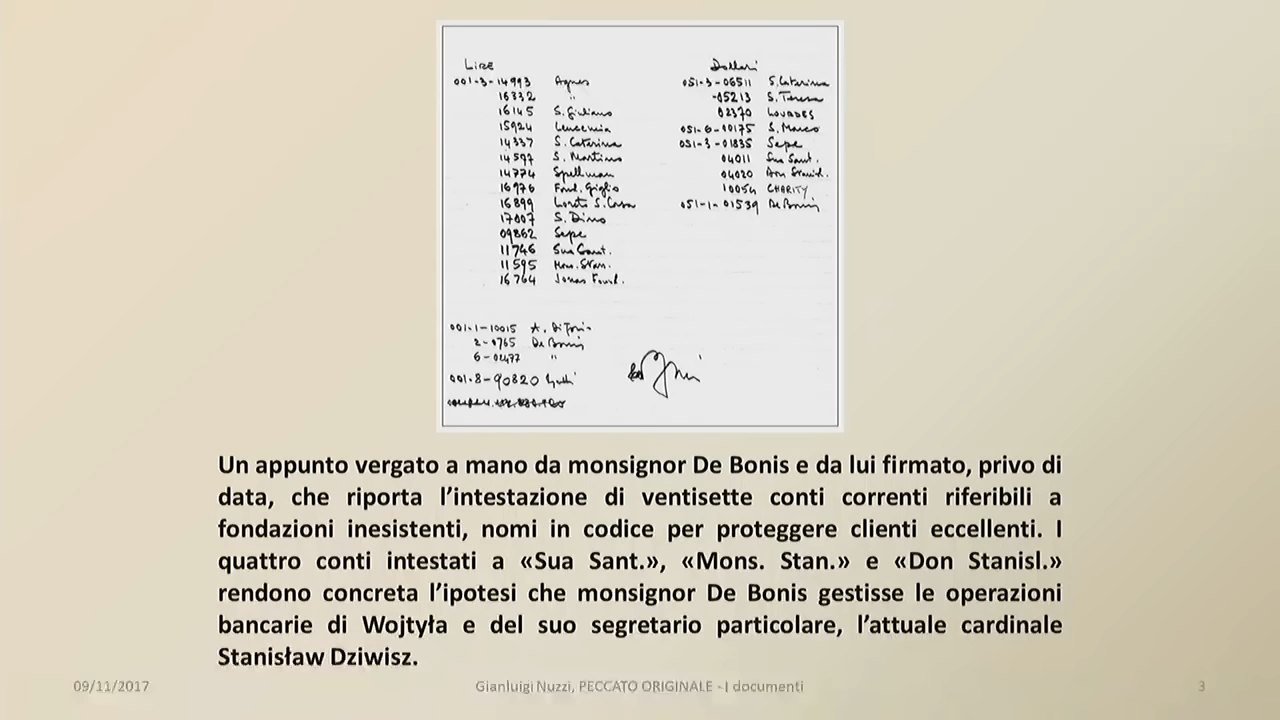 LIRE Dollari
001-3-14993 Agnes 051-3-06511 S. Caterina
16332 " -05213 S. Teresa
16145 S. Giuliano 02370 LOURDES
15924 Leucemia 051-6-00175 S. Marco
14337 S. Caterina 051-3-01835 Sepe
14597 S. Martino 04011 Sua Sant.
14774 Spellman 04020 Don Stanisl.
16976 Fond. Giglio 10054 CHARITY
16899 Loreto S. Casa 051-1-01539 De Bonis
17007 S. Dino
09862 Sepe
11746 Sua Sant.
11595 Mons. Stan.
16764 Jonas Found.
001-1-10015 A.
2-0765 De Bonis
6-02477 "
001-8-90820
Un appunto vergato a mano da monsignor De Bonis e da lui firmato, privo di
data, che riporta l’intestazione di ventisette conti correnti riferibili a
fondazioni inesistenti, nomi in codice per proteggere clienti eccellenti. I
quattro conti intestati a «Sua Sant.», «Mons. Stan.» e «Don Stanisl.»
rendono concreta l’ipotesi che monsignor De Bonis gestisse le operazioni
bancarie di Wojtyła e del suo segretario particolare, l’attuale cardinale
Stanisław Dziwisz.
09/11/2017 Gianluigi Nuzzi, PECCATO ORIGINALE - I documenti 3